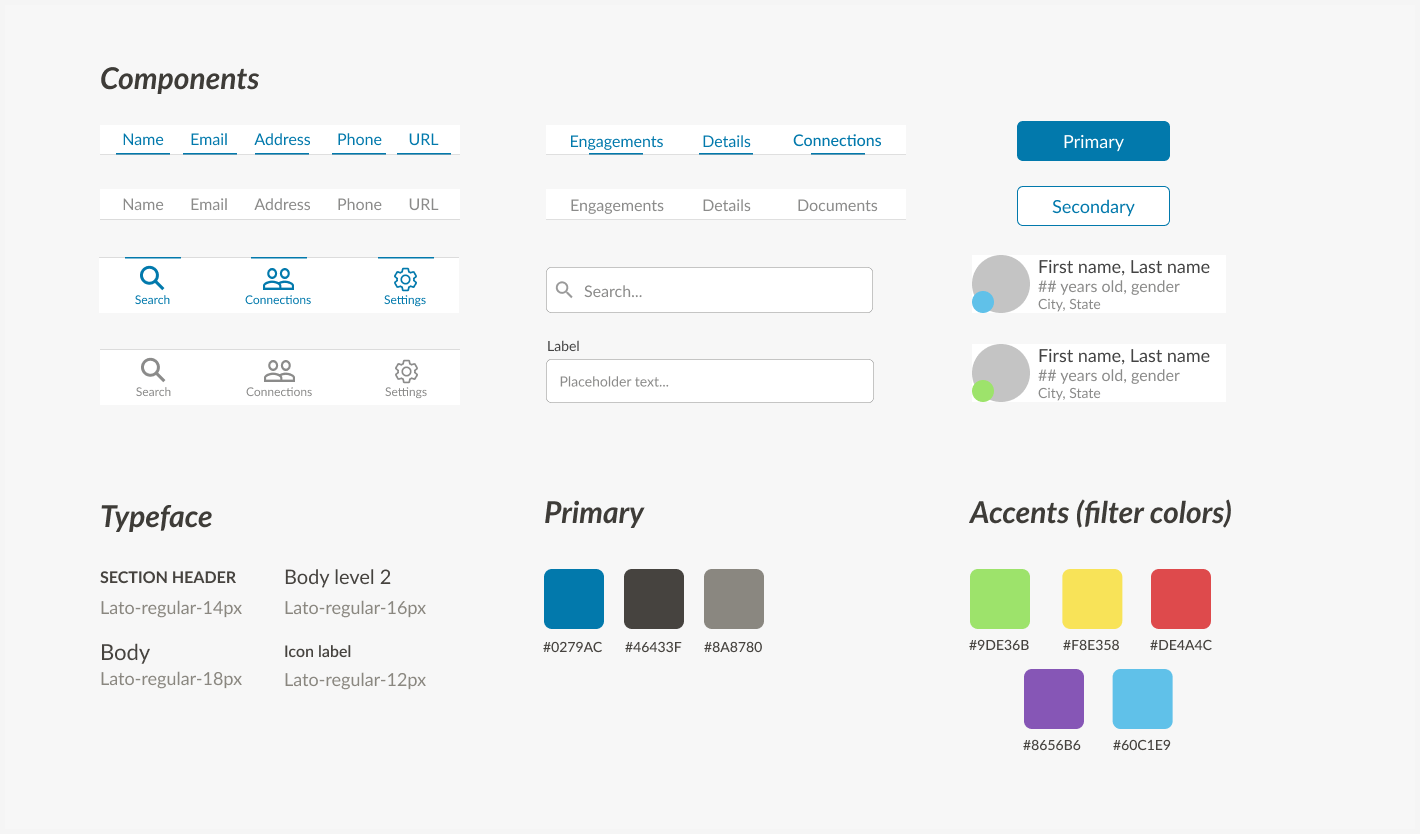 Components
Name Email Address Phone URL
Engagements Details Connections
Primary
Name Email Address Phone URL
Engagements Details Documents
Secondary
Search Connections Settings
Search...
First name, Last name
## years old, gender
City, State
Label
Placeholder text...
Search Connections Settings
First name, Last name
## years old, gender
City, State
Typeface
SECTION HEADER
Lato-regular-14px
Body level 2
Lato-regular-16px
Body
Lato-regular-18px
Icon label
Lato-regular-12px
Primary
#0279AC #46433F #8A8780
Accents (filter colors)
#9DE36B #F8E358 #DE4A4C
#8656B6 #60C1E9